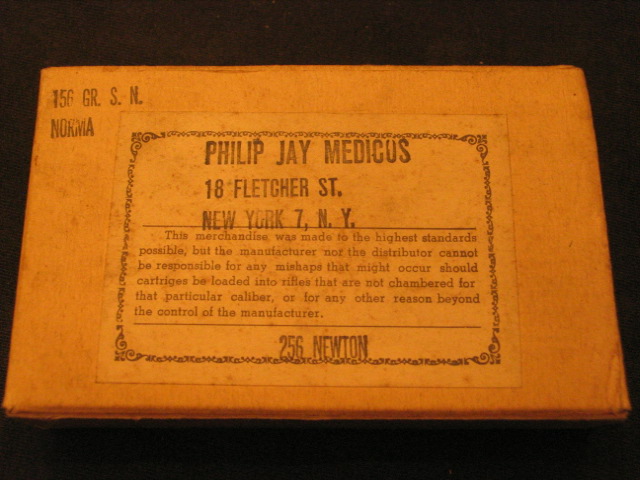 156 GR. S. N.
NORMA
PHILIP JAY MEDICUS
18 FLETCHER ST.
NEW YORK 7, N. Y.
This merchandise was made to the highest standards
possible, but the manufacturer nor the distributor cannot
be responsible for any mishaps that might occur should
cartriges be loaded into rifles that are not chambered for
that particular caliber, or for any other reason beyond
the control of the manufacturer.
256 NEWTON